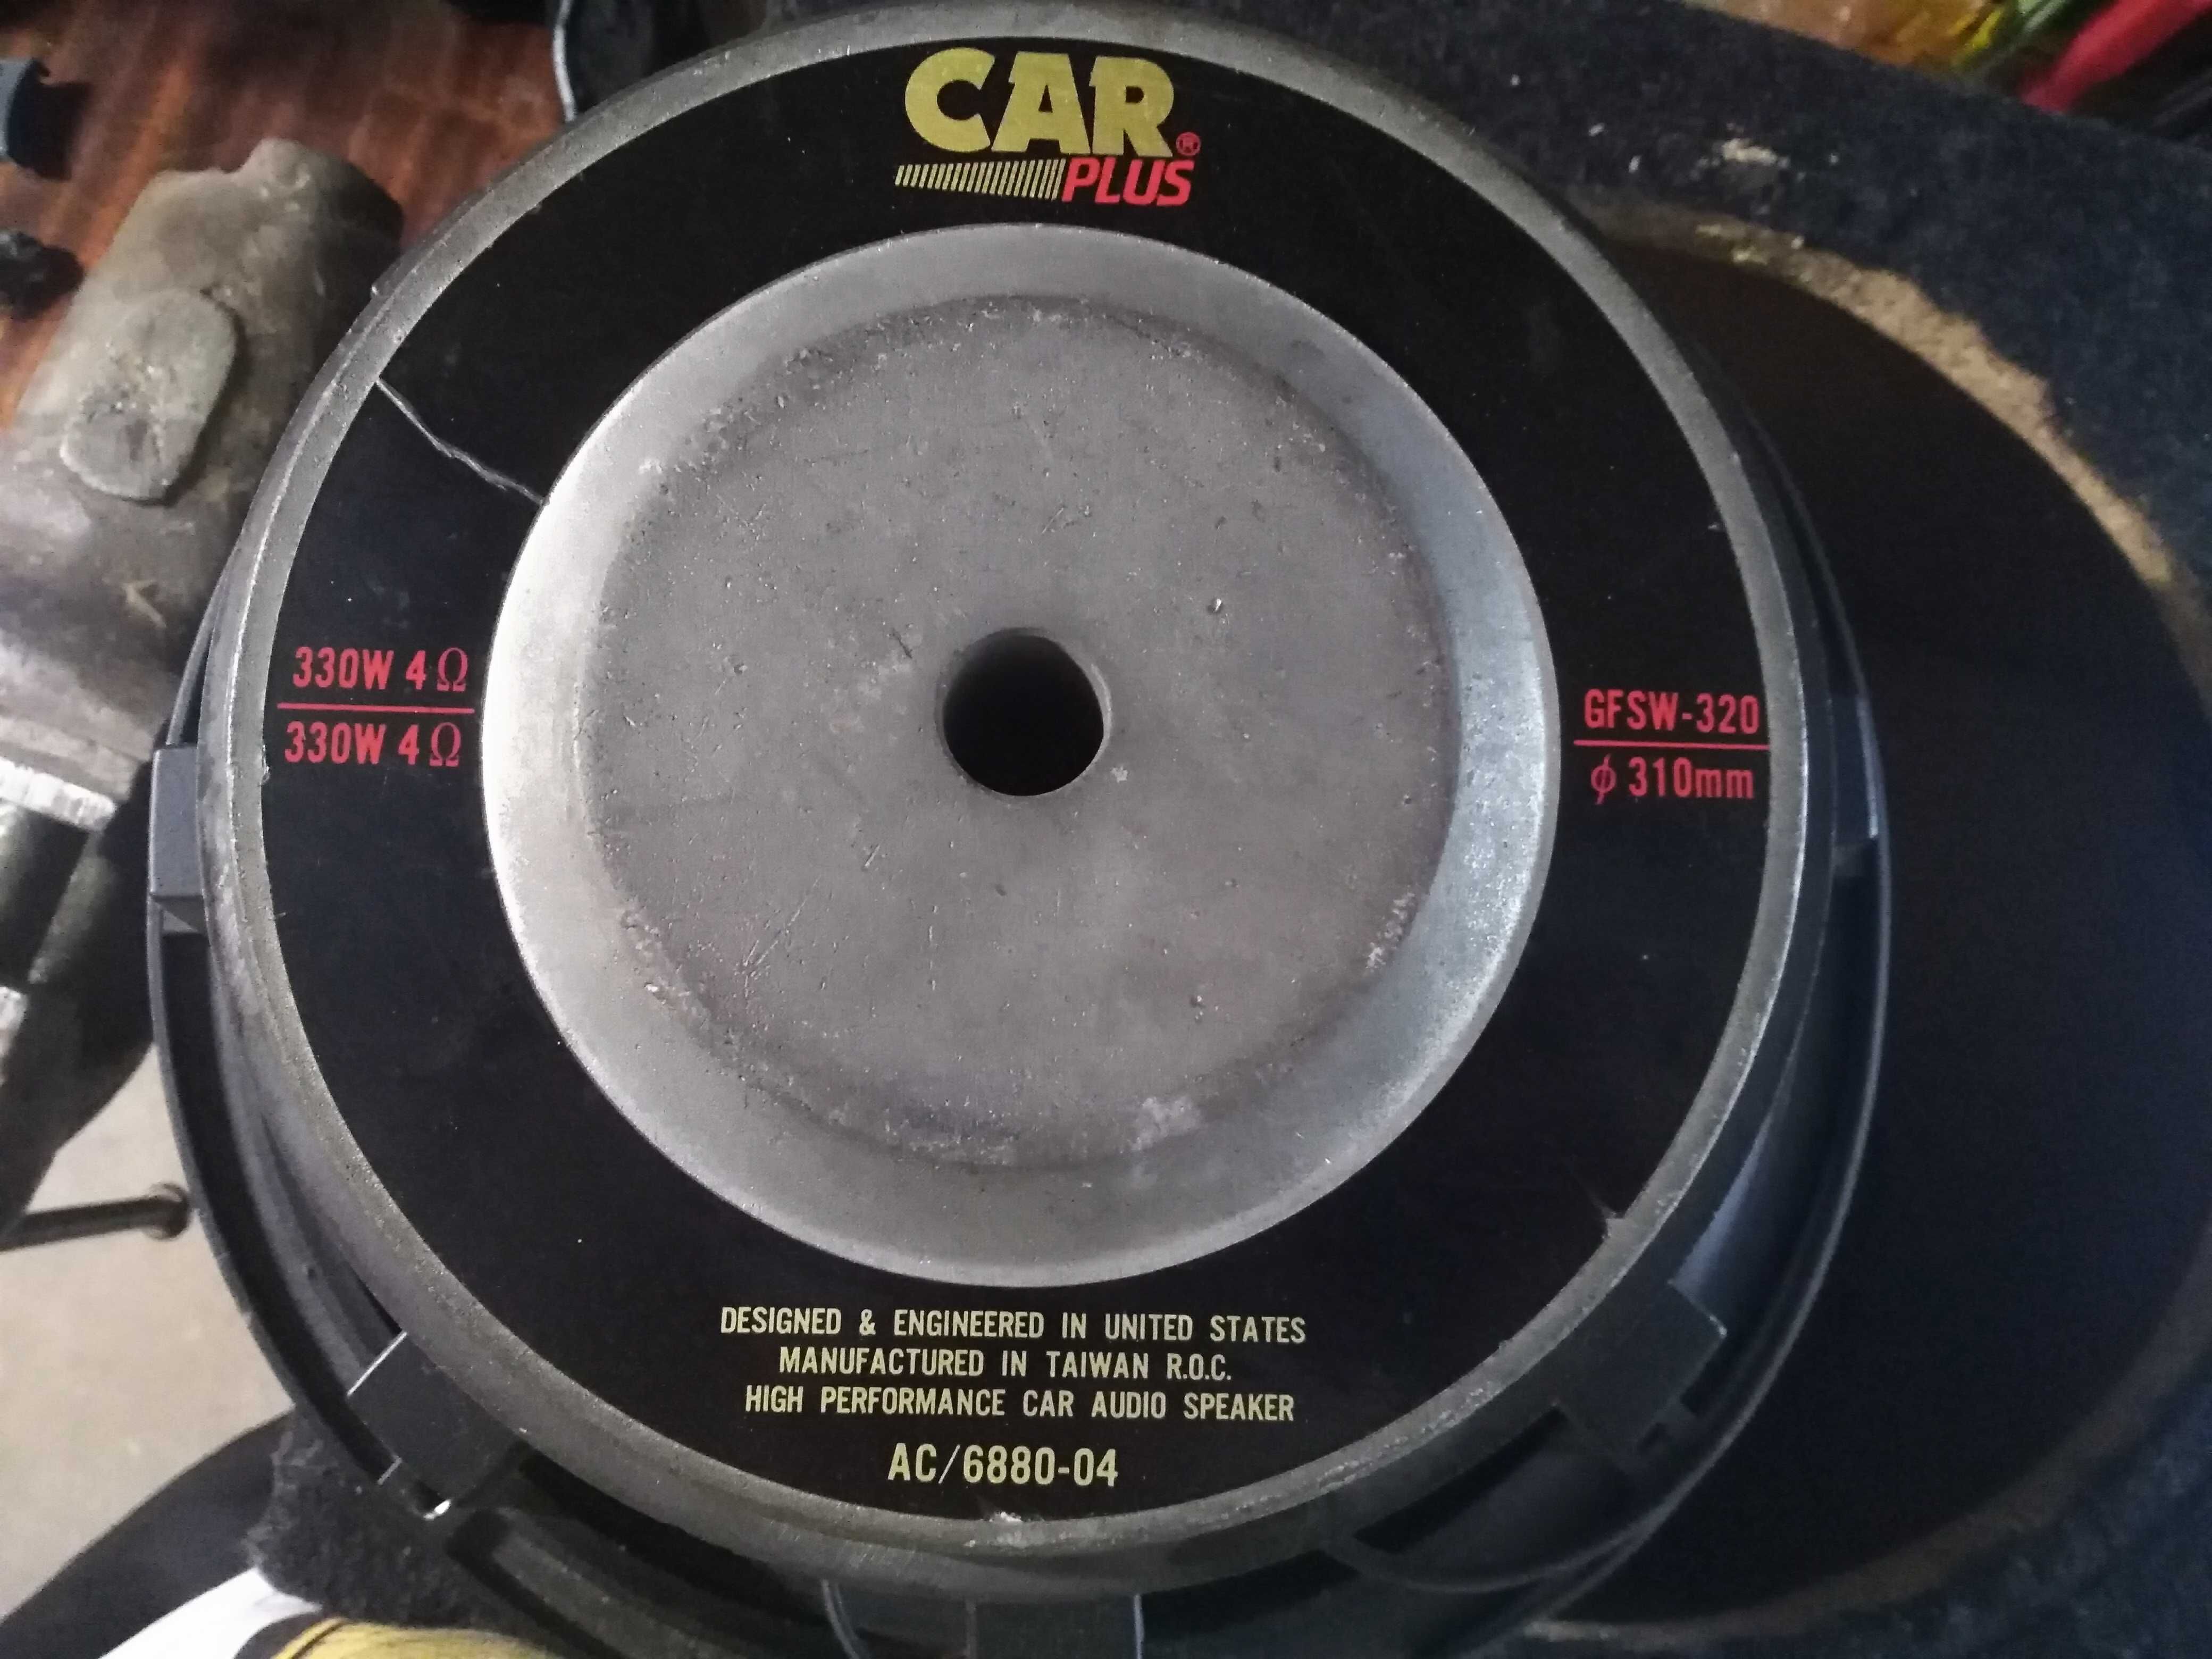 CAR®
PLUS
330W 4Ω
330W 4Ω
GFSW-320
ϕ 310mm
DESIGNED & ENGINEERED IN UNITED STATES
MANUFACTURED IN TAIWAN R.O.C.
HIGH PERFORMANCE CAR AUDIO SPEAKER
AC/6880-04